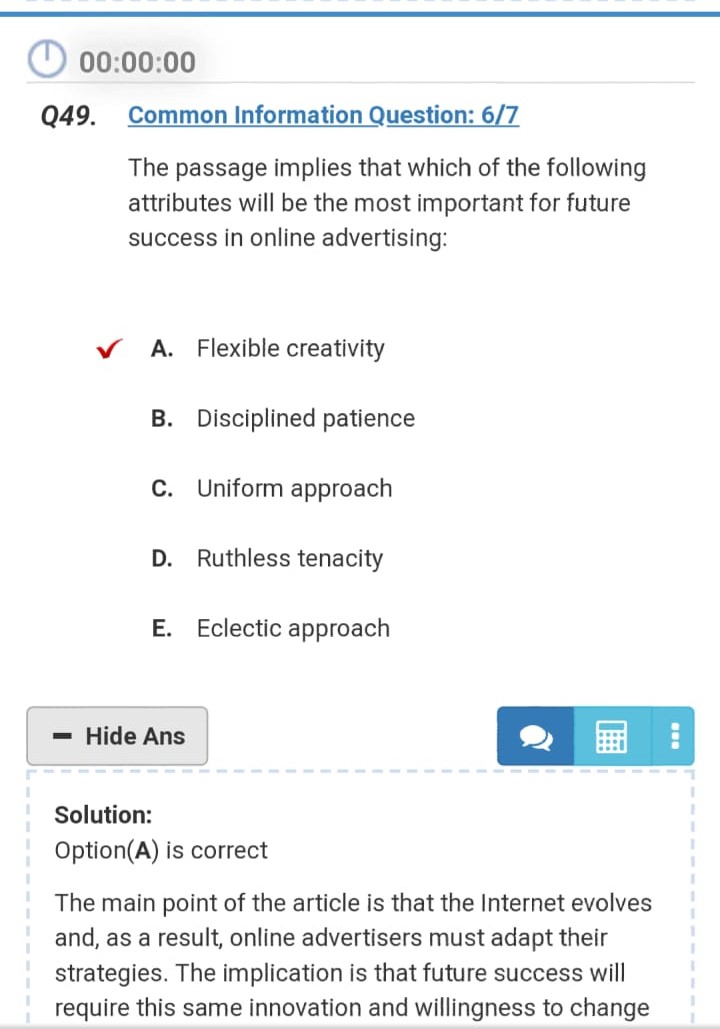 00:00:00
Q49. Common Information Question: 6/7
The passage implies that which of the following
attributes will be the most important for future
success in online advertising:
A. Flexible creativity
B. Disciplined patience
C. Uniform approach
D. Ruthless tenacity
E. Eclectic approach
Hide Ans
Solution:
Option(A) is correct
The main point of the article is that the Internet evolves
and, as a result, online advertisers must adapt their
strategies. The implication is that future success will
require this same innovation and willingness to change